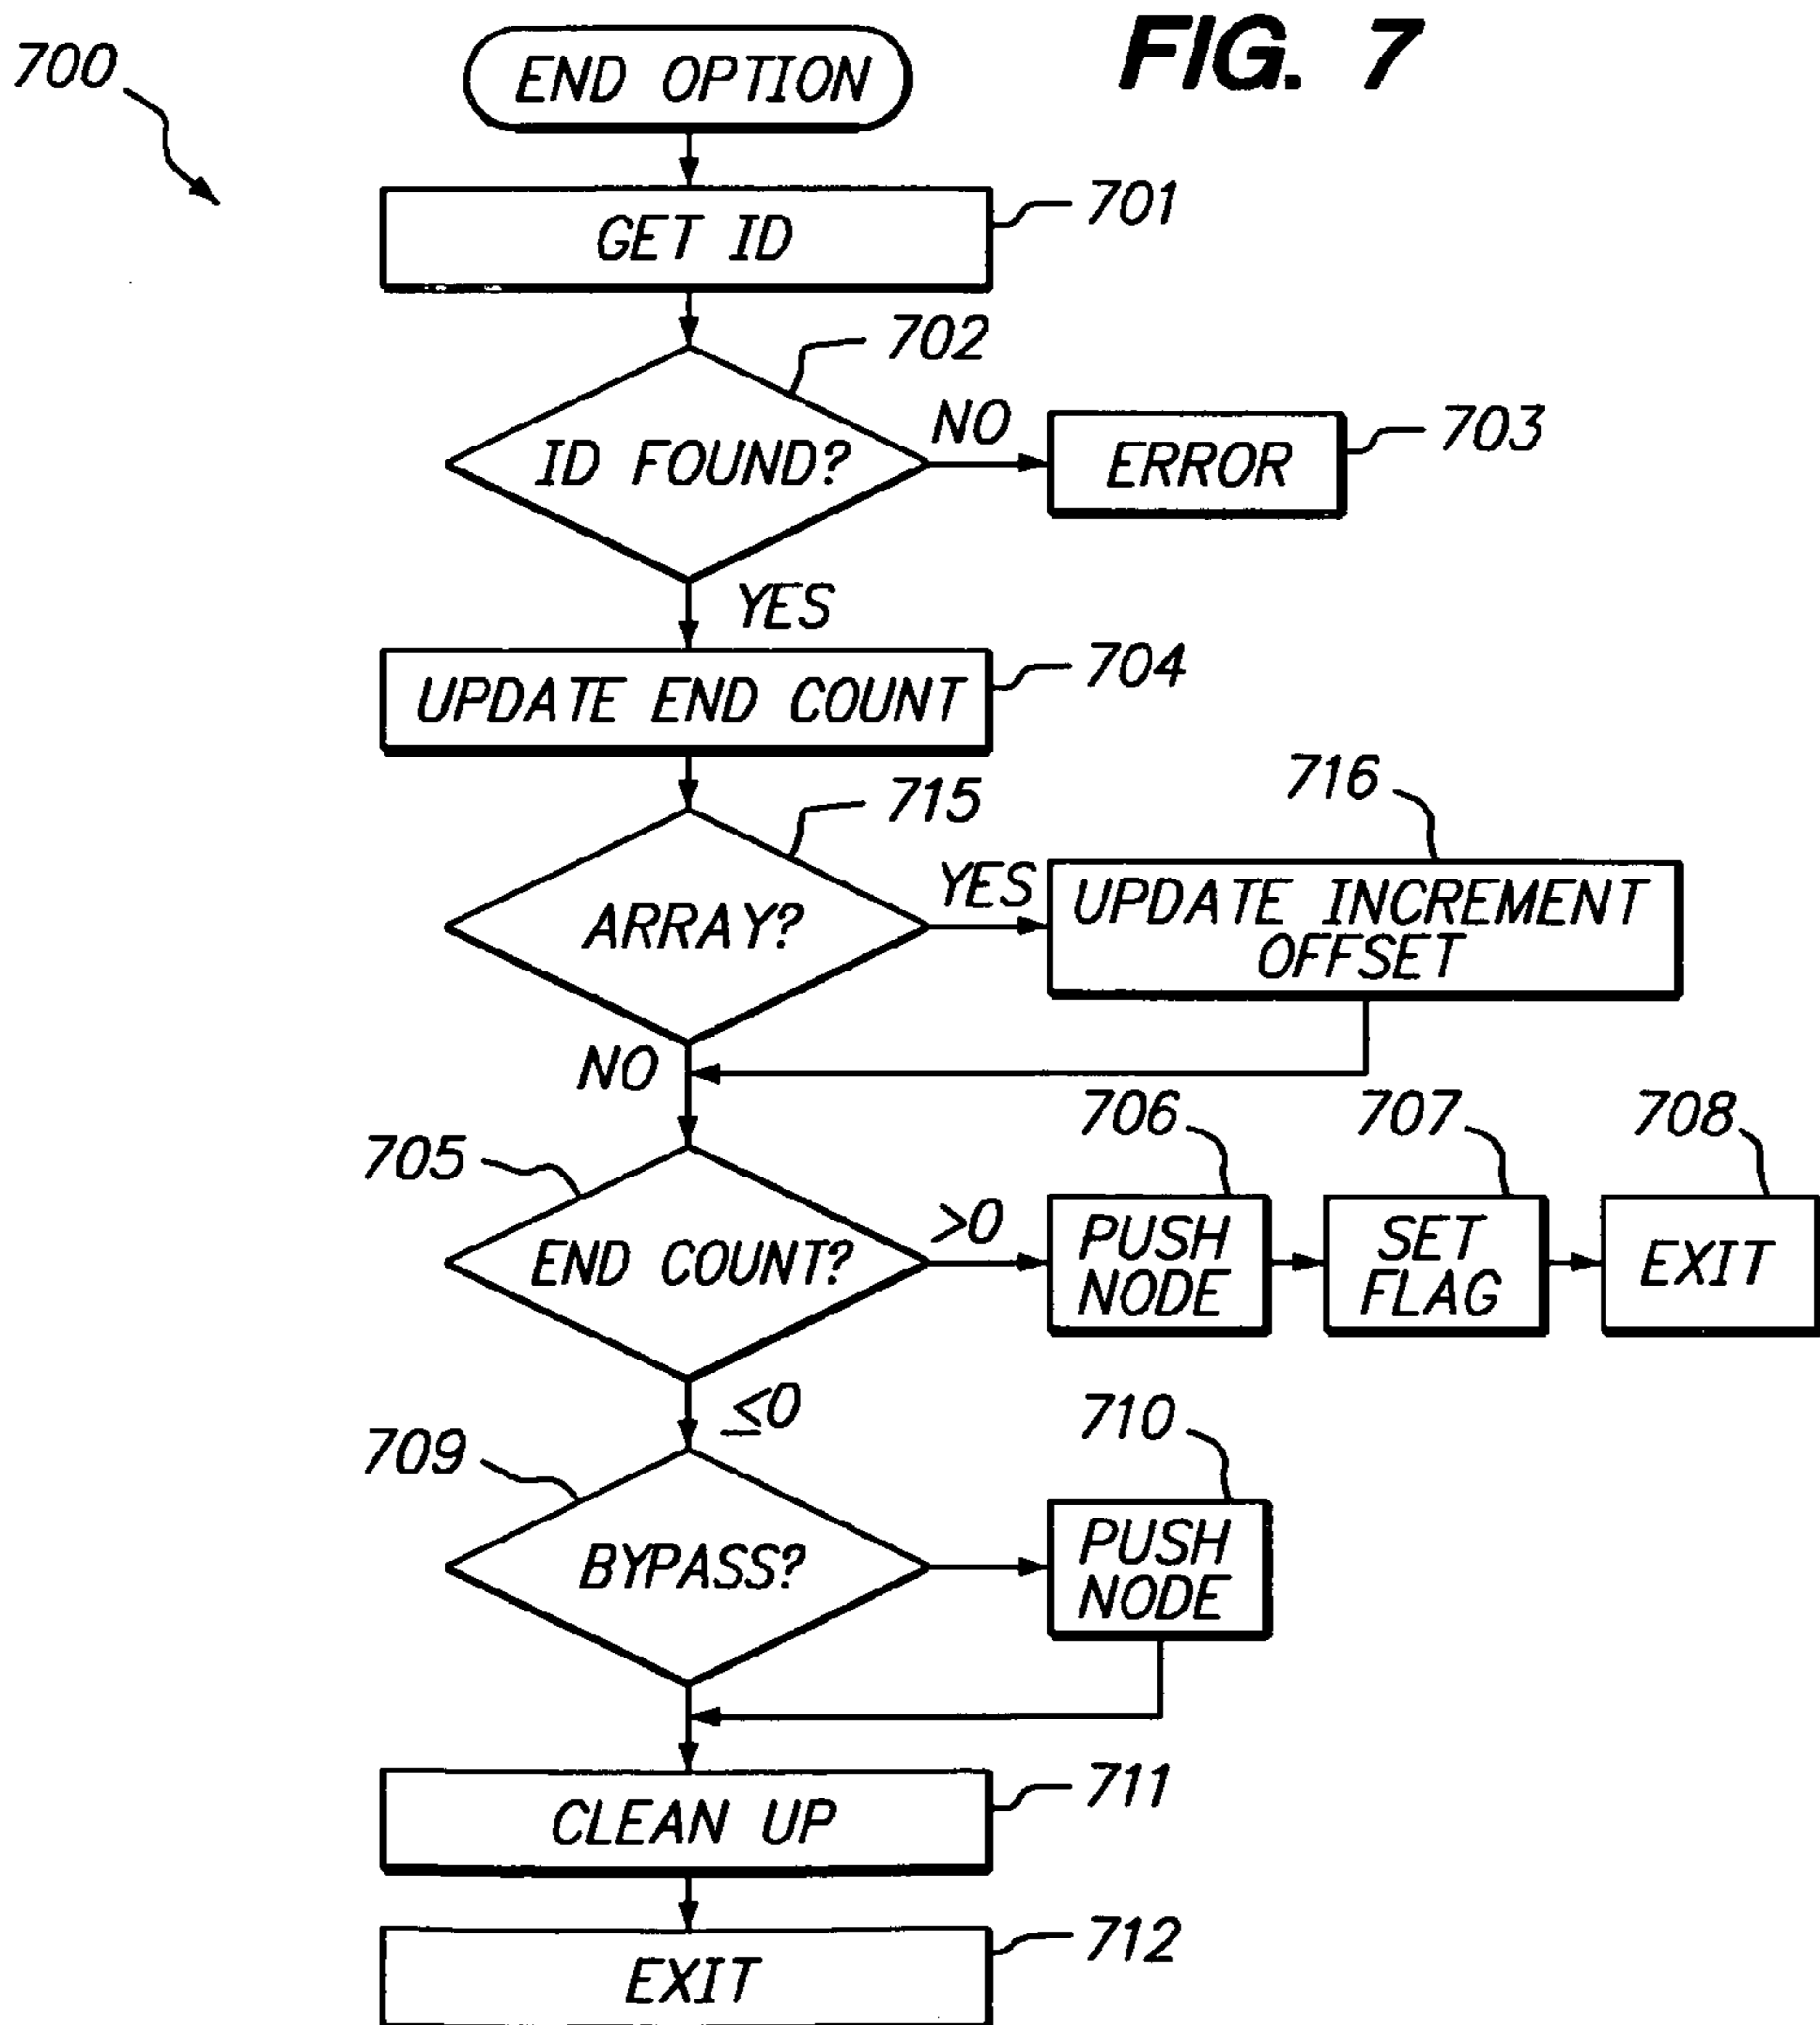 FIG. 7
700
END OPTION
GET ID
701
702
ID FOUND?
NO
ERROR
703
YES
UPDATE END COUNT
704
715
716
ARRAY?
YES
UPDATE INCREMENT
OFFSET
NO
705
706
707
708
END COUNT?
>0
PUSH
NODE
SET
FLAG
EXIT
≤0
709
710
BYPASS?
PUSH
NODE
CLEAN UP
711
EXIT
712